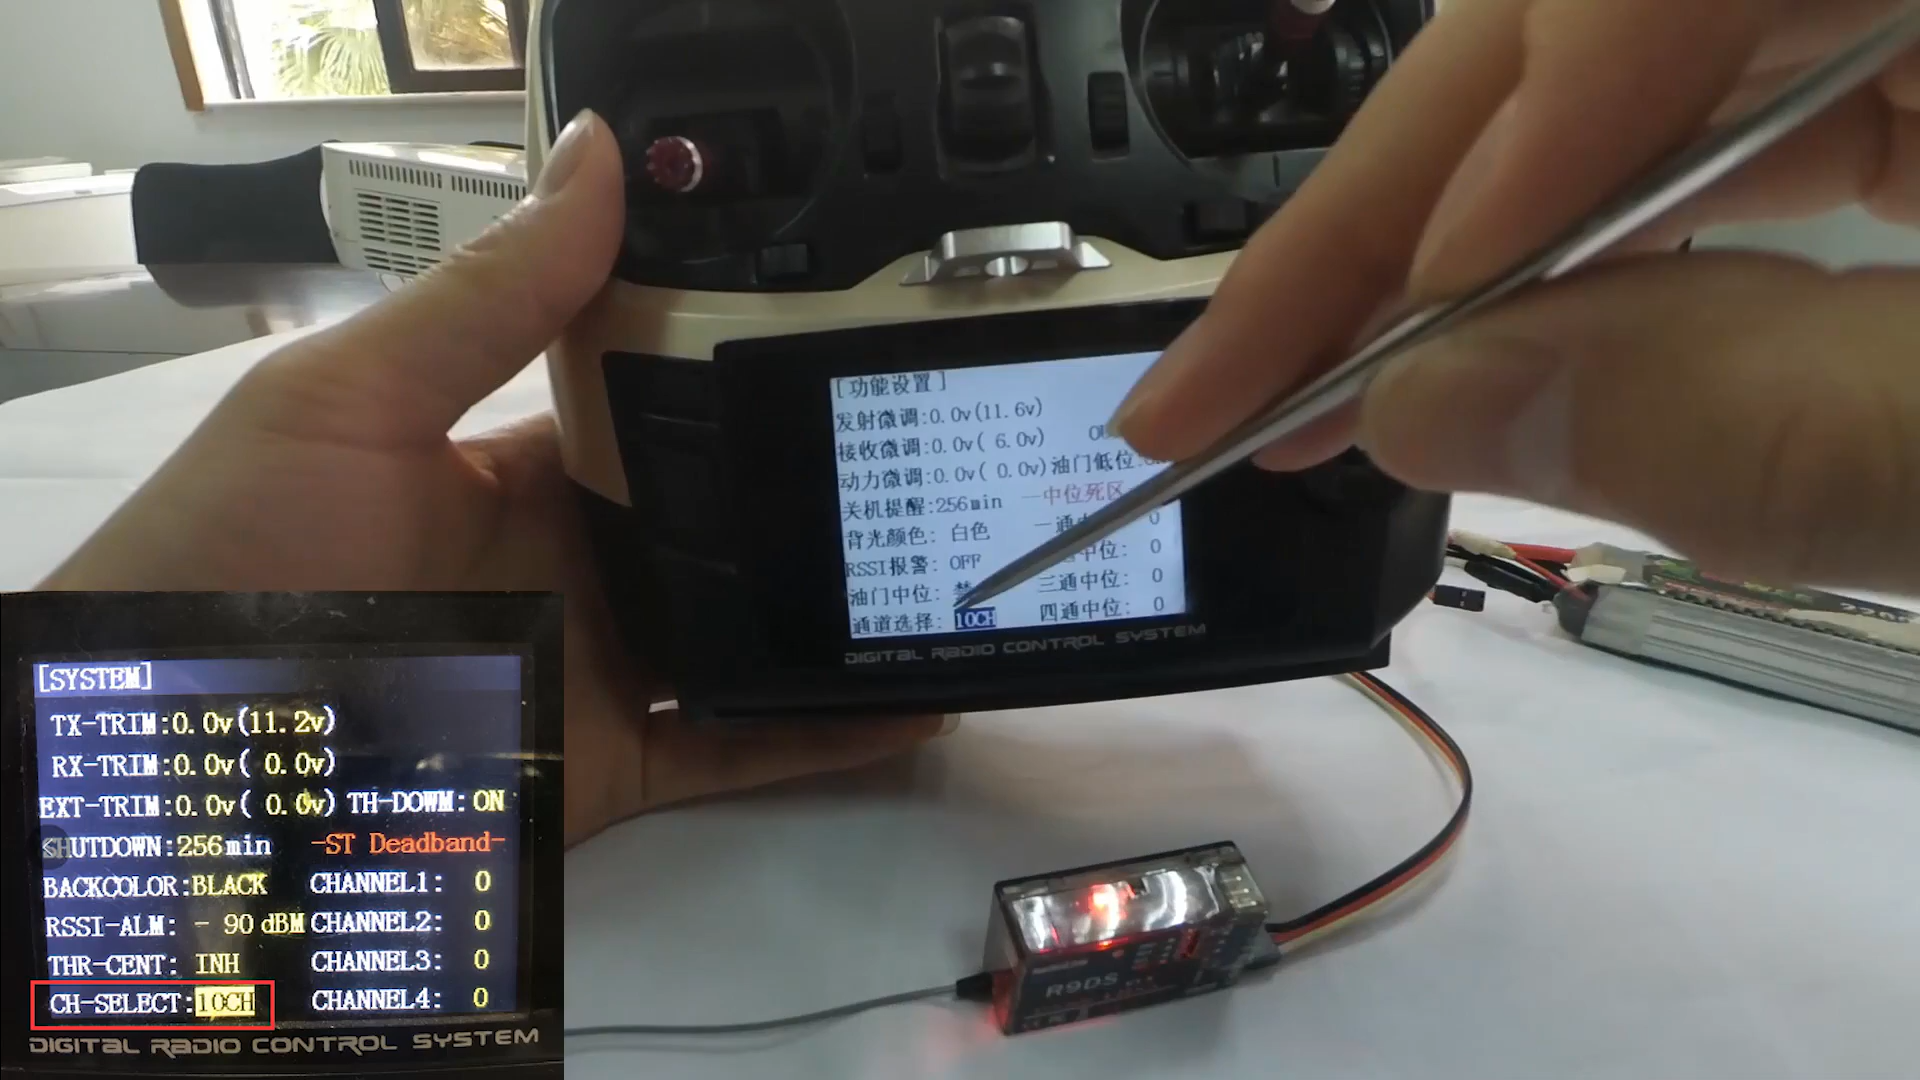 [功能设置]
发射微调:0.0v(11.6v)
接收微调:0.0v( 6.0v)
动力微调:0.0v( 0.0v) 油门低位:
关机提醒:256min —中位死区
背光颜色: 白色 一通 0
RSSI报警: OFF 通中位: 0
油门中位: 三通中位: 0
通道选择: 10CH 四通中位: 0
DIGITAL RADIO CONTROL SYSTEM
R9DS
[SYSTEM]
TX-TRIM:0.0v(11.2v)
RX-TRIM:0.0v( 0.0v)
EXT-TRIM:0.0v( 0.0v) TH-DOWM:ON
SHUTDOWN:256min -ST Deadband-
BACKCOLOR:BLACK CHANNEL1: 0
RSSI-ALM: - 90 dBM CHANNEL2: 0
THR-CENT: INH CHANNEL3: 0
CH-SELECT:10CH CHANNEL4: 0
DIGITAL RADIO CONTROL SYSTEM